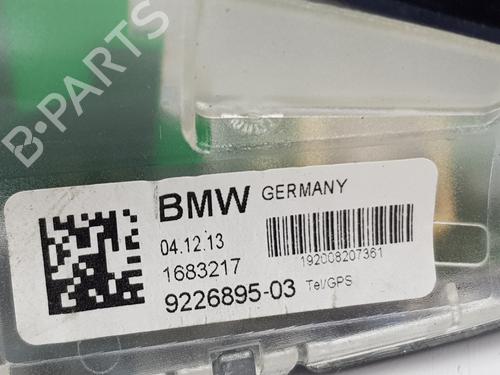 B-PARTS
BMW GERMANY
04.12.13
1683217
192008207361
9226895-03 Tel/GPS